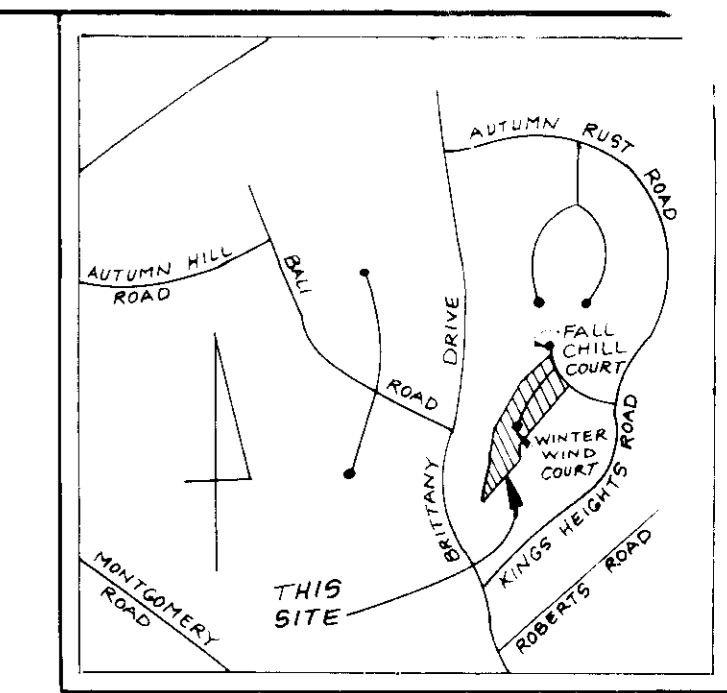 AUTUMN RUST ROAD
AUTUMN HILL
ROAD
BALI
ROAD
BRITTANY
DRIVE
FALL
CHILL
COURT
WINTER
WIND
COURT
KINGS HEIGHTS ROAD
ROBERTS ROAD
THIS
SITE
MONTGOMERY
ROAD